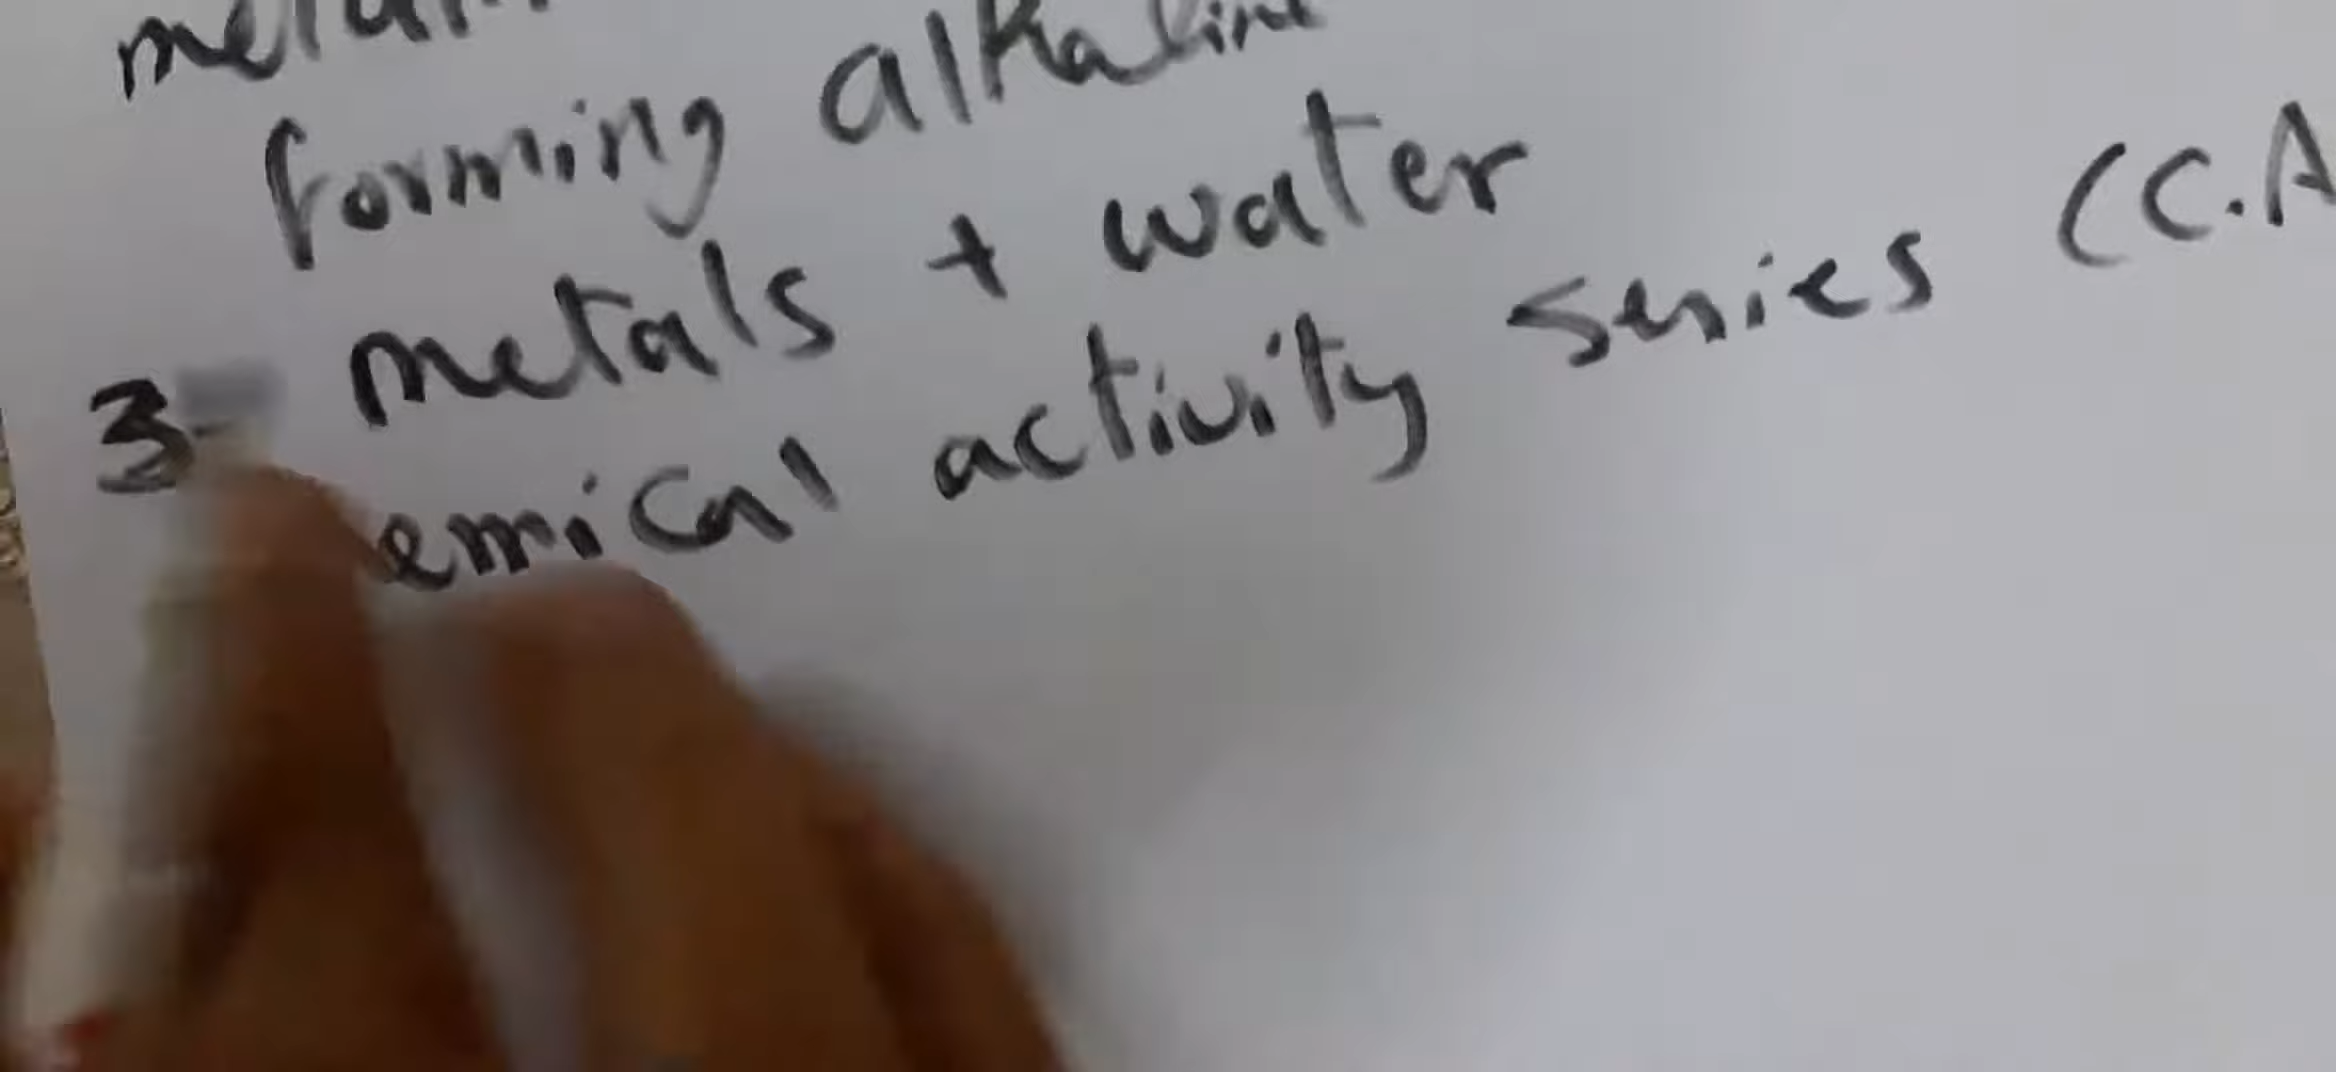 forming alkaline
3- metals + water
emical activity series (C.A